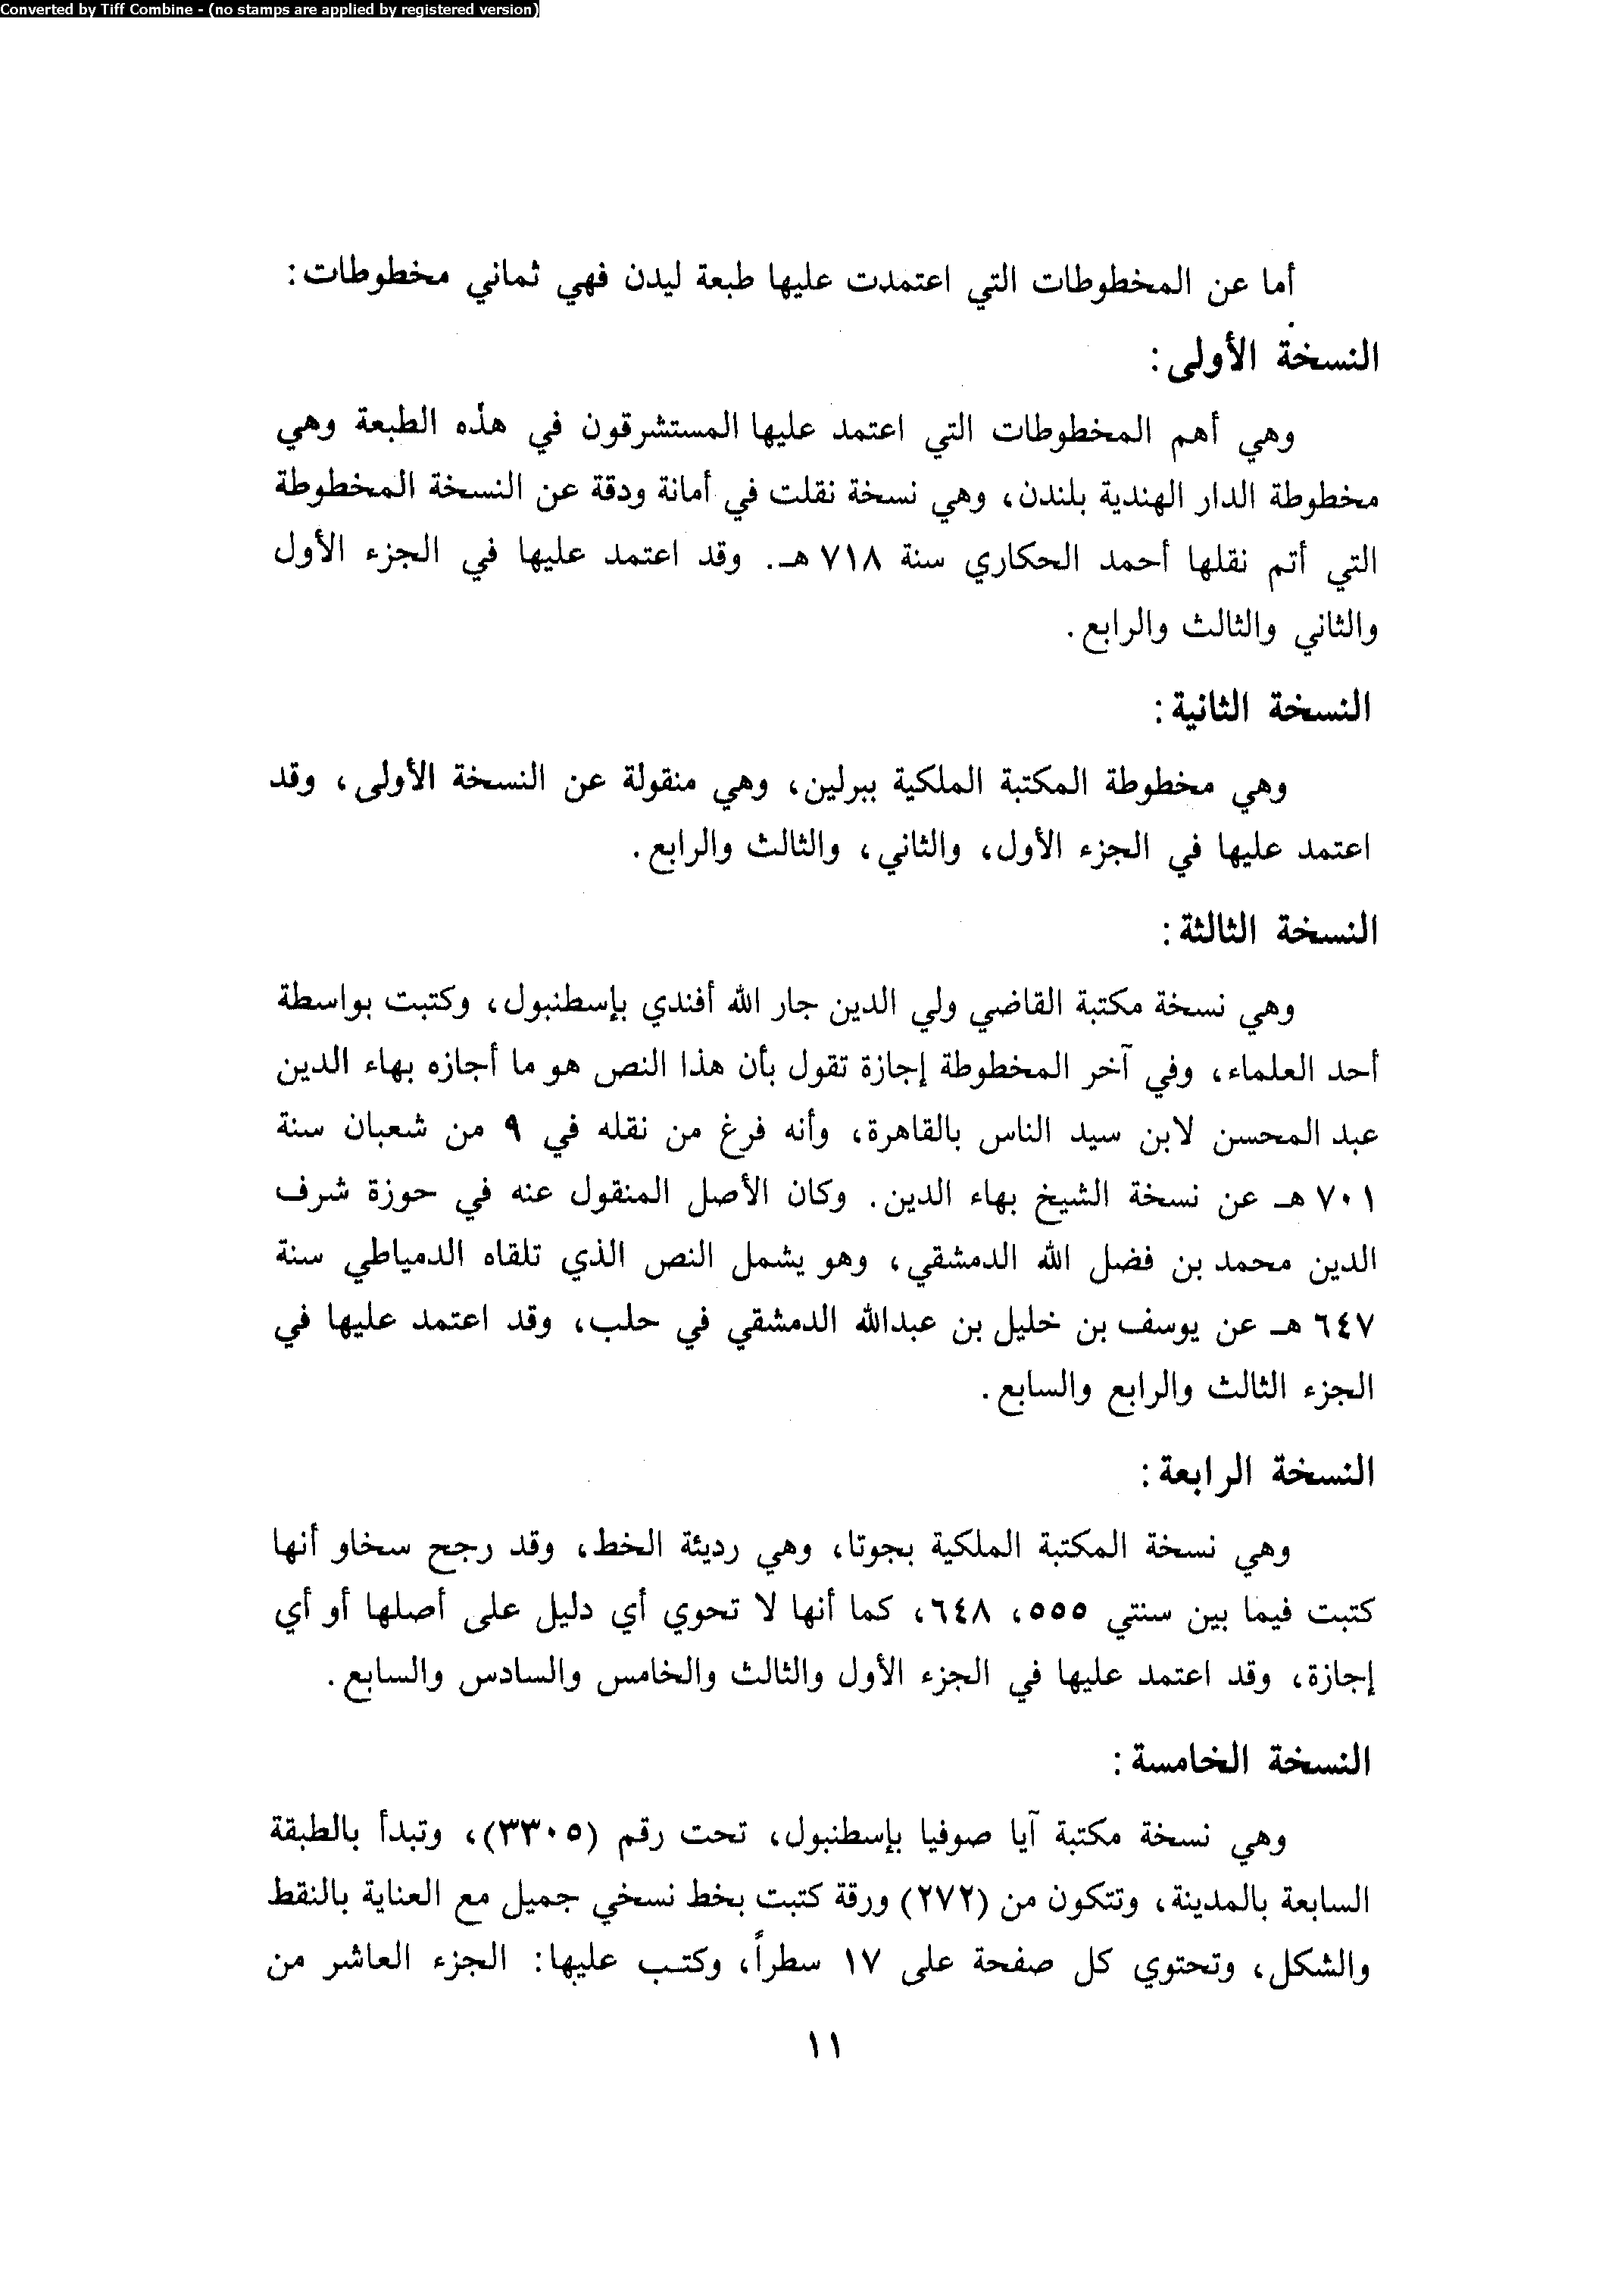 Converted by Tiff Combine - (no stamps are applied by registered version)
أما عن المخطوطات التي اعتمدت عليها طبعة ليدن فهي ثماني مخطوطات:
النسخة الأولى:
وهي أهم المخطوطات التي اعتمد عليها المستشرقون في هذه الطبعة وهي
مخطوطة الدار الهندية بلندن، وهي نسخة نقلت في أمانة ودقة عن النسخة المخطوطة
التي أتم نقلها أحمد الحكاري سنة ٧١٨ هـ. وقد اعتمد عليها في الجزء الأول
والثاني والثالث والرابع.
النسخة الثانية:
وهي مخطوطة المكتبة الملكية ببرلين، وهي منقولة عن النسخة الأولى، وقد
اعتمد عليها في الجزء الأول، والثاني، والثالث والرابع.
النسخة الثالثة:
وهي نسخة مكتبة القاضي ولي الدين جار الله أفندي بإسطنبول، وكتبت بواسطة
أحد العلماء، وفي آخر المخطوطة إجازة تقول بأن هذا النص هو ما أجازه بهاء الدين
عبد المحسن لابن سيد الناس بالقاهرة، وأنه فرغ من نقله في ٩ من شعبان سنة
٧٠١ هـ عن نسخة الشيخ بهاء الدين. وكان الأصل المنقول عنه في حوزة شرف
الدين محمد بن فضل الله الدمشقي، وهو يشمل النص الذي تلقاه الدمياطي سنة
٦٤٧ هـ عن يوسف بن خليل بن عبدالله الدمشقي في حلب، وقد اعتمد عليها في
الجزء الثالث والرابع والسابع.
النسخة الرابعة:
وهي نسخة المكتبة الملكية بجوتا، وهي رديئة الخط، وقد رجح سخاو أنها
كتبت فيما بين سنتي ٥٥٥، ٦٤٨، كما أنها لا تحوي أي دليل على أصلها أو أي
إجازة، وقد اعتمد عليها في الجزء الأول والثالث والخامس والسادس والسابع.
النسخة الخامسة:
وهي نسخة مكتبة آيا صوفيا بإسطنبول، تحت رقم (٣٣٠٥)، وتبدأ بالطبقة
السابعة بالمدينة، وتتكون من (٢٧٢) ورقة كتبت بخط نسخي جميل مع العناية بالنقط
والشكل، وتحتوي كل صفحة على ١٧ سطراً، وكتب عليها: الجزء العاشر من
١١